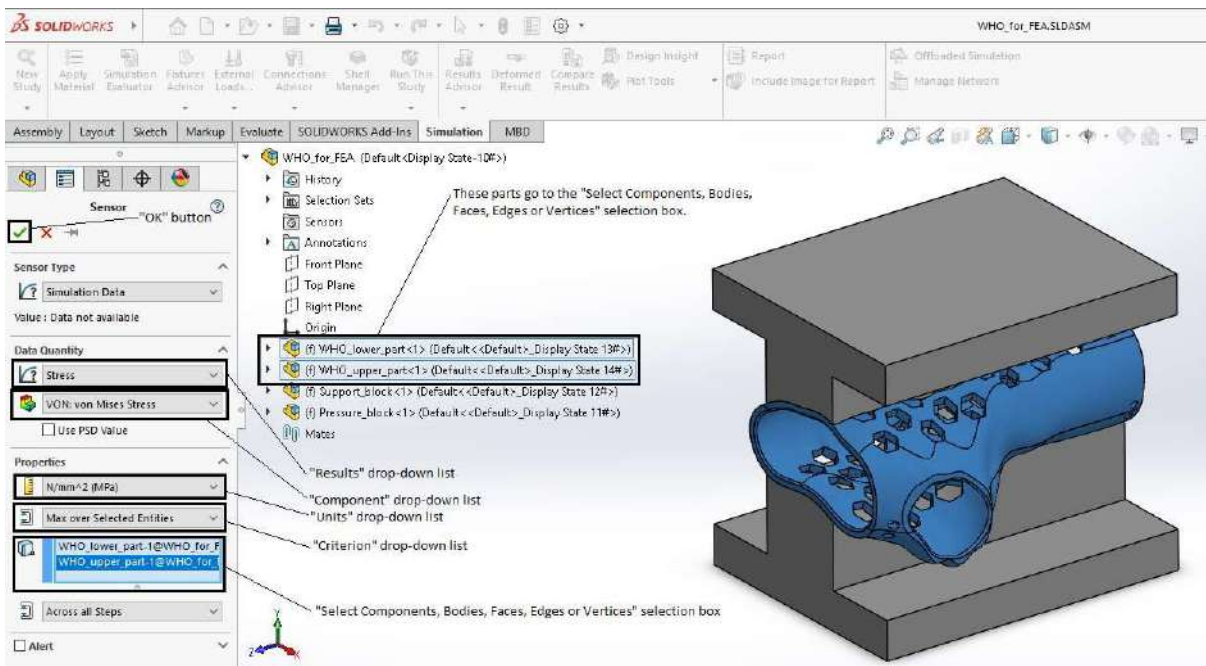 SOLIDWORKS
WHO_for_FEA.SLDASM
New Study
Apply Material
Simulation Evaluator
Fixtures Advisor
External Loads...
Connections Advisor
Shell Manager
Run This Study
Results Advisor
Deformed Result
Compare Results
Design Insight
Plot Tools
Report
Include Image for Report
Offloaded Simulation
Manage Network
Assembly Layout Sketch Markup Evaluate SOLIDWORKS Add-Ins Simulation MBD
Sensor
"OK" button
Sensor Type
Simulation Data
Value : Data not available
Data Quantity
Stress
VON: von Mises Stress
Use PSD Value
Properties
N/mm^2 (MPa)
Max over Selected Entities
WHO_lower_part-1@WHO_for_F
WHO_upper_part-1@WHO_for_
Across all Steps
Alert
WHO_for_FEA (Default<Display State-10#>)
History
Selection Sets
Sensors
Annotations
Front Plane
Top Plane
Right Plane
Origin
(f) WHO_lower_part<1> (Default<<Default>_Display State 13#>)
(f) WHO_upper_part<1> (Default<<Default>_Display State 14#>)
(f) Support_block<1> (Default<<Default>_Display State 12#>)
(f) Pressure_block<1> (Default<<Default>_Display State 11#>)
Mates
These parts go to the "Select Components, Bodies,
Faces, Edges or Vertices" selection box.
"Results" drop-down list
"Component" drop-down list
"Units" drop-down list
"Criterion" drop-down list
"Select Components, Bodies, Faces, Edges or Vertices" selection box
Y
Z